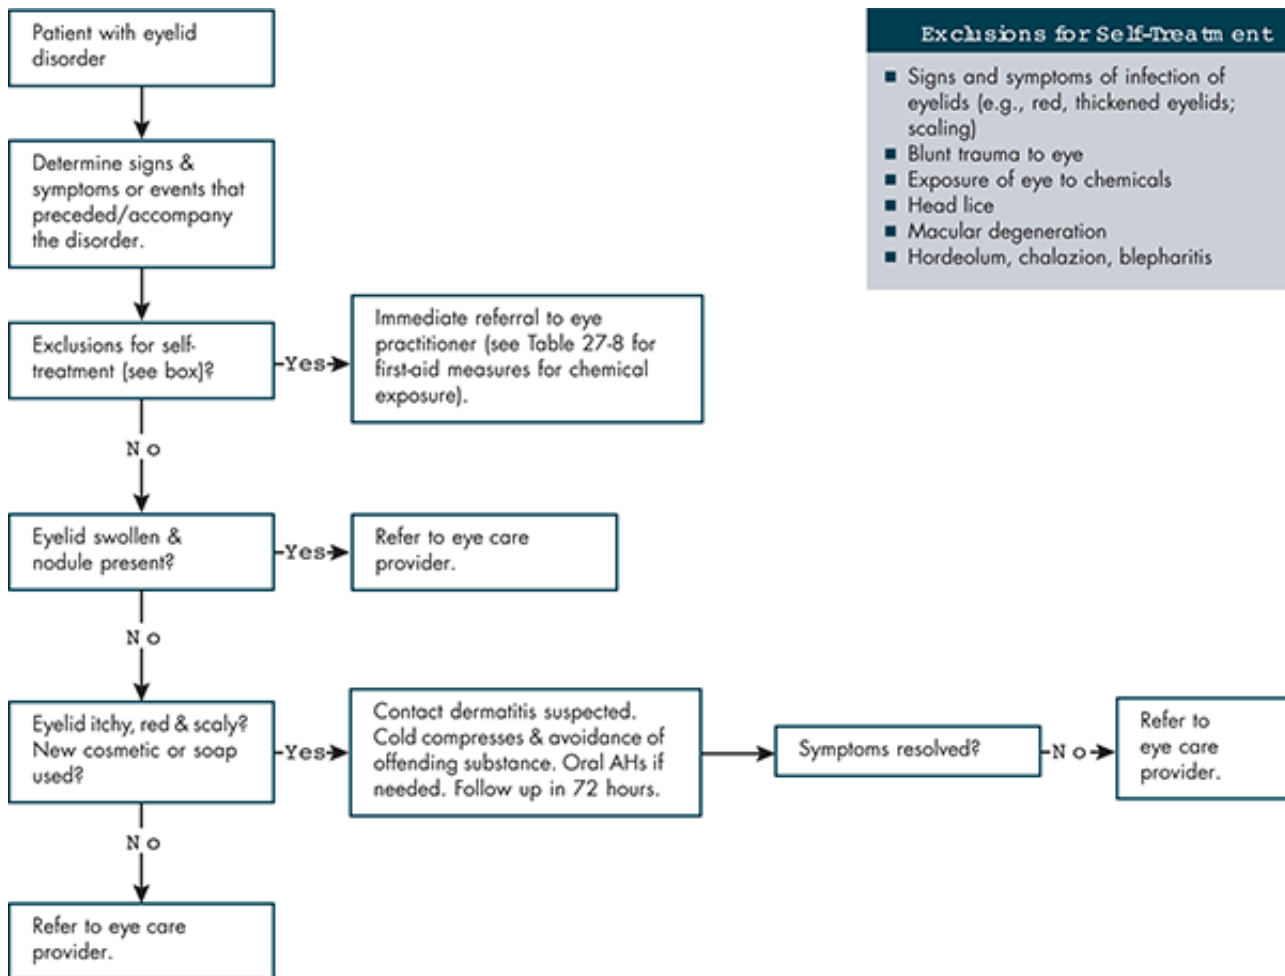 Patient with eyelid
disorder
Exclusions for Self-Treatment
■ Signs and symptoms of infection of
eyelids (e.g., red, thickened eyelids;
scaling)
■ Blunt trauma to eye
■ Exposure of eye to chemicals
■ Head lice
■ Macular degeneration
■ Hordeolum, chalazion, blepharitis
Determine signs &
symptoms or events that
preceded/accompany
the disorder.
Exclusions for self-
treatment (see box)?
Yes
Immediate referral to eye
practitioner (see Table 27-8 for
first-aid measures for chemical
exposure).
No
Eyelid swollen &
nodule present?
Yes
Refer to eye care
provider.
No
Eyelid itchy, red & scaly?
New cosmetic or soap
used?
Yes
Contact dermatitis suspected.
Cold compresses & avoidance of
offending substance. Oral AHs if
needed. Follow up in 72 hours.
Symptoms resolved?
No
Refer to
eye care
provider.
No
Refer to eye care
provider.